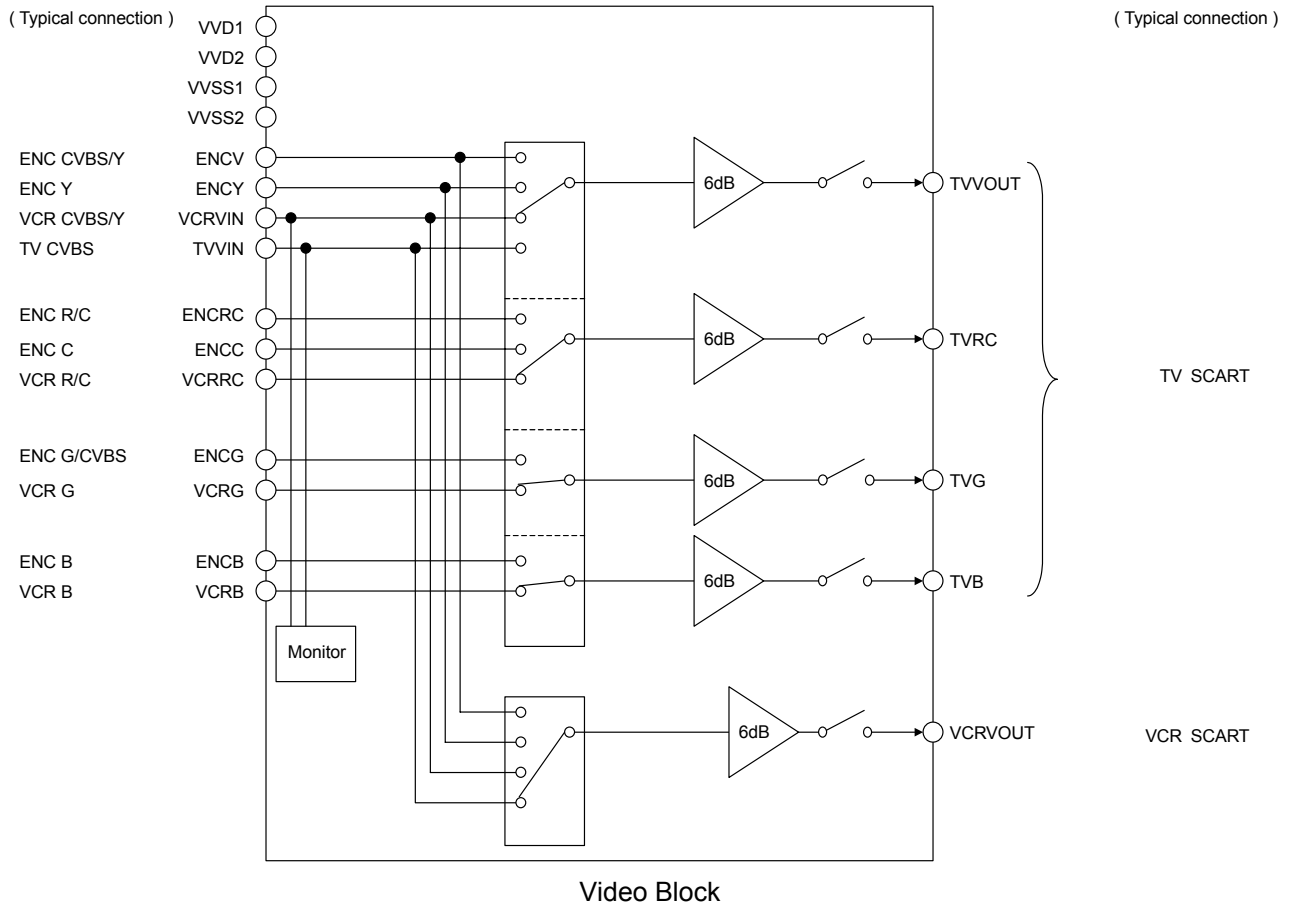 ( Typical connection )
( Typical connection )
VVD1
VVD2
VVSS1
VVSS2
ENC CVBS/Y ENCV
ENC Y ENCY
VCR CVBS/Y VCRVIN
TV CVBS TVVIN
6dB
TVVOUT
ENC R/C ENCRC
ENC C ENCC
VCR R/C VCRRC
6dB
TVRC
TV SCART
ENC G/CVBS ENCG
VCR G VCRG
6dB
TVG
ENC B ENCB
VCR B VCRB
6dB
TVB
Monitor
6dB
VCRVOUT
VCR SCART
Video Block